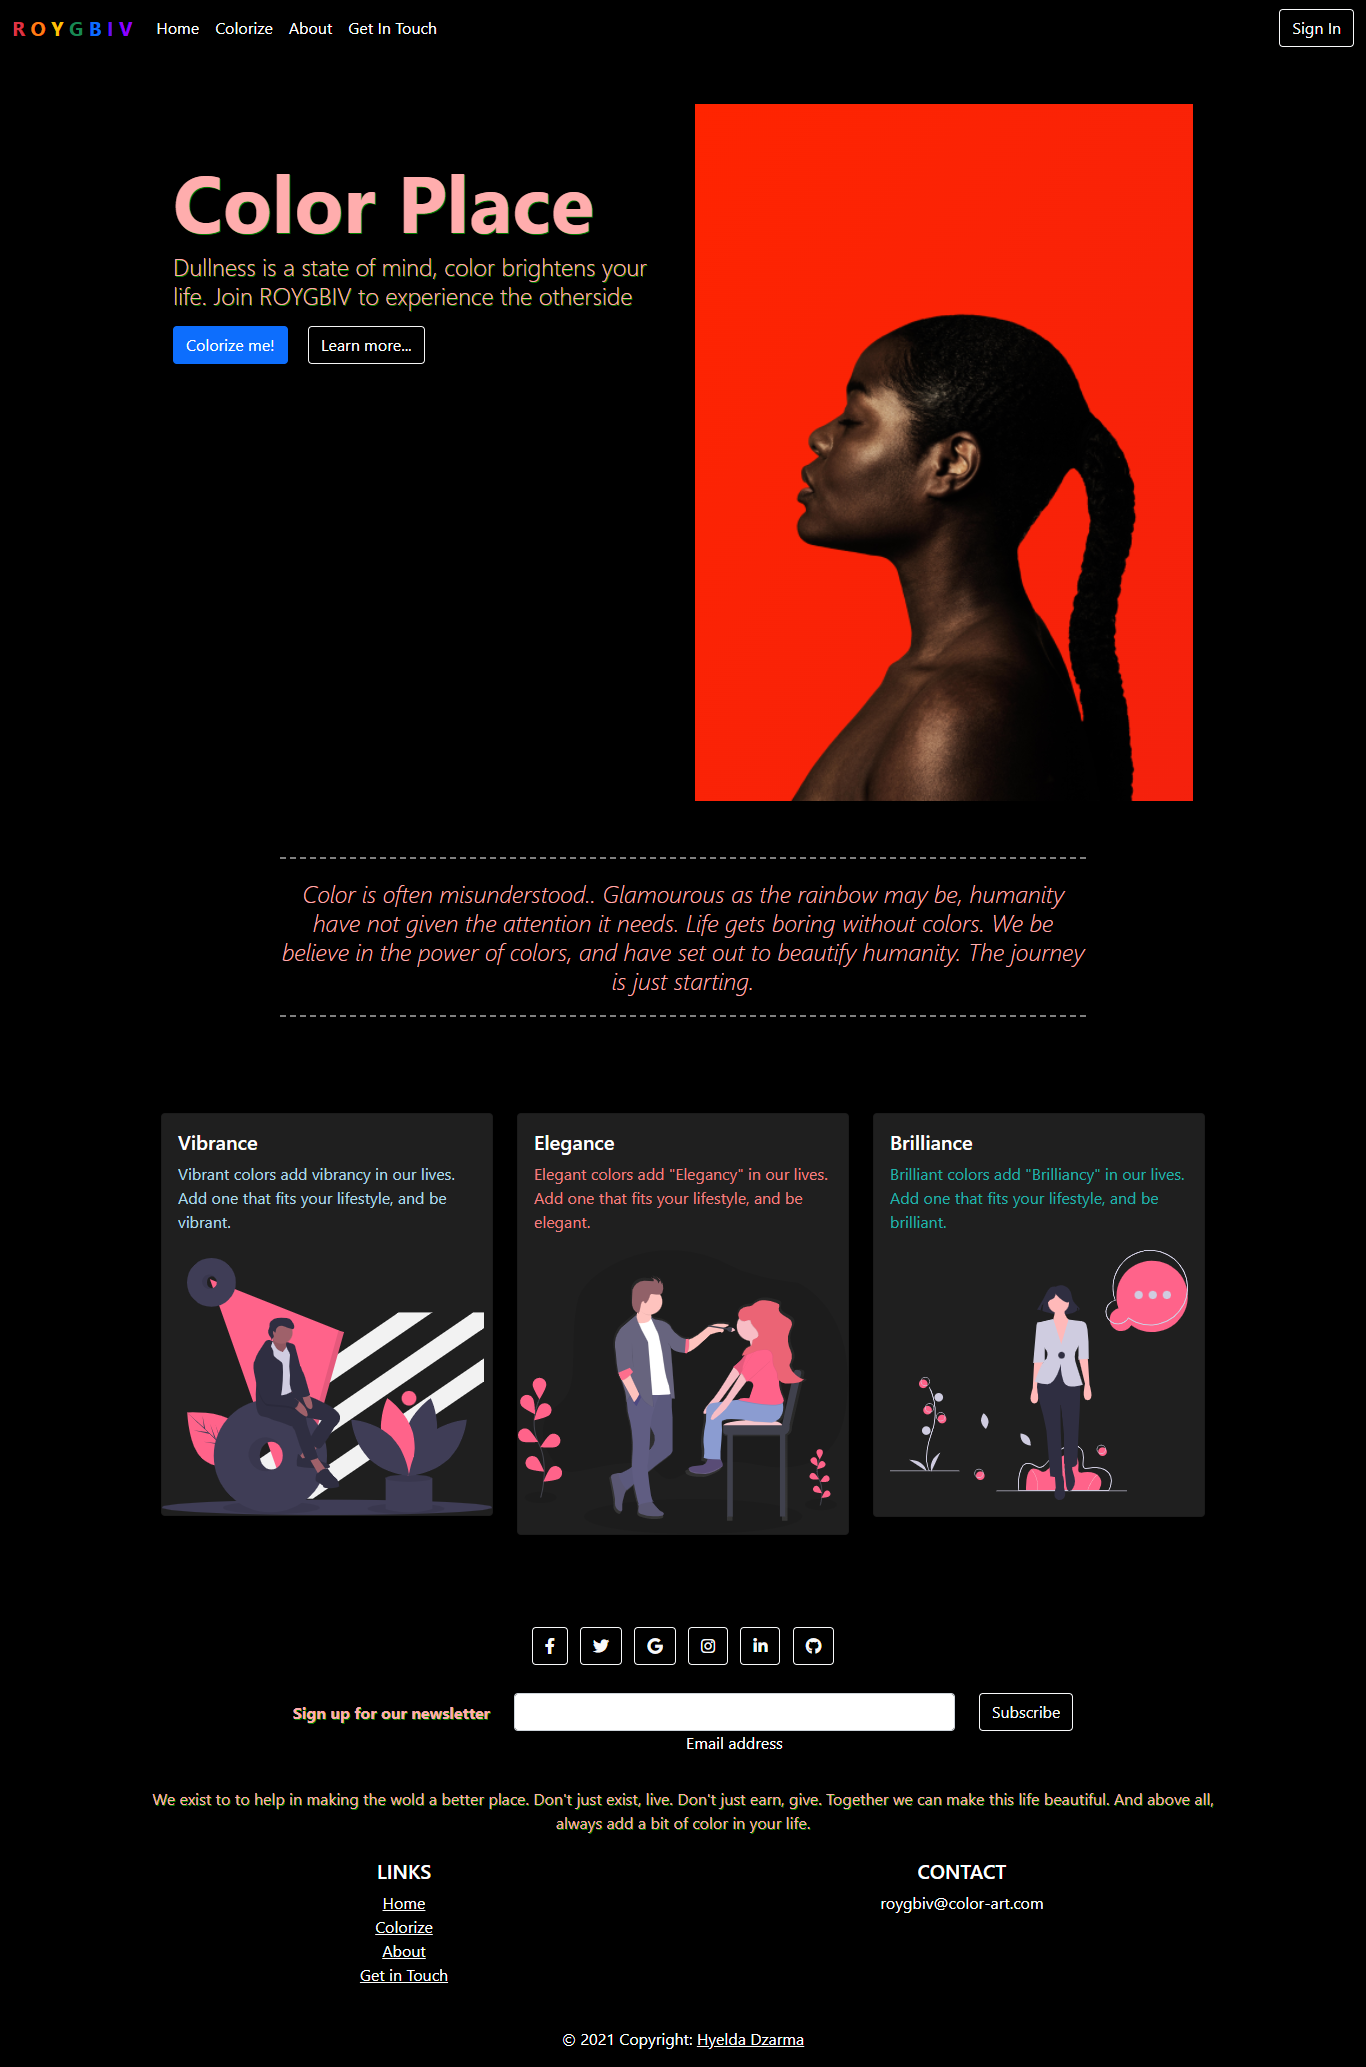 R O Y G B I V Home Colorize About Get In Touch Sign In
Color Place
Dullness is a state of mind, color brightens your
life. Join ROYGBIV to experience the otherside
Colorize me! Learn more...
Color is often misunderstood.. Glamourous as the rainbow may be, humanity
have not given the attention it needs. Life gets boring without colors. We be
believe in the power of colors, and have set out to beautify humanity. The journey
is just starting.
Vibrance
Vibrant colors add vibrancy in our lives.
Add one that fits your lifestyle, and be
vibrant.
Elegance
Elegant colors add "Elegancy" in our lives.
Add one that fits your lifestyle, and be
elegant.
Brilliance
Brilliant colors add "Brilliancy" in our lives.
Add one that fits your lifestyle, and be
brilliant.
Sign up for our newsletter
Subscribe
Email address
We exist to to help in making the wold a better place. Don't just exist, live. Don't just earn, give. Together we can make this life beautiful. And above all,
always add a bit of color in your life.
LINKS
Home
Colorize
About
Get in Touch
CONTACT
roygbiv@color-art.com
© 2021 Copyright: Hyelda Dzarma